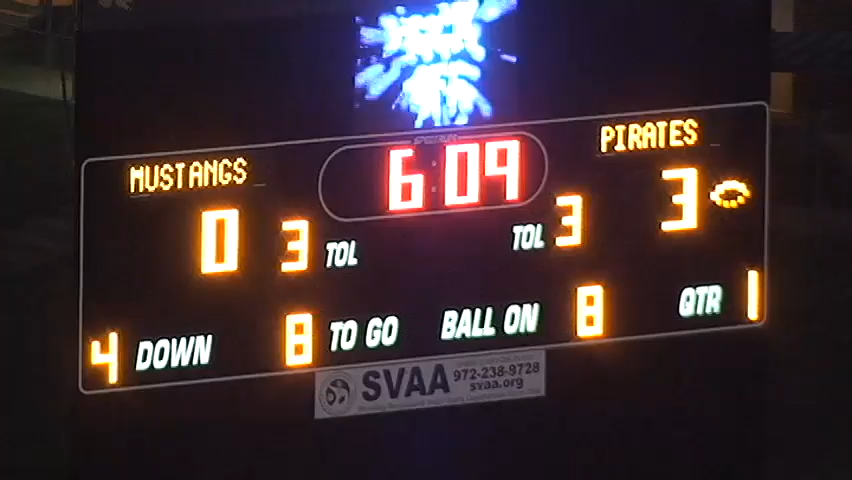 SPECTRUM
MUSTANGS 6:09 PIRATES
0 3 TOL TOL 3 3
4 DOWN 8 TO GO BALL ON 8 QTR 1
SVAA 972-238-9728
svaa.org